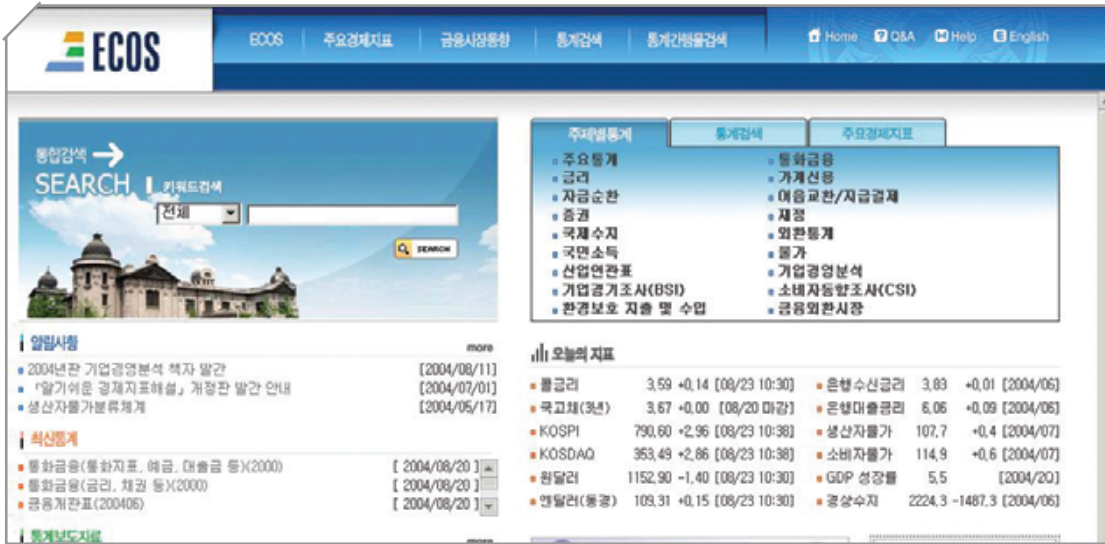 ECOS
ECOS 주요경제지표 금융시장동향 통계검색 통계간행물검색
Home Q&A Help English
통합검색
SEARCH 키워드검색
전체
SEARCH
주제별통계 통계검색 주요경제지표
주요통계 통화금융
금리 가계신용
자금순환 어음교환/지급결제
증권 재정
국제수지 외환통계
국민소득 물가
산업연관표 기업경영분석
기업경기조사(BSI) 소비자동향조사(CSI)
환경보호 지출 및 수입 금융외환시장
알림사항 more
2004년판 기업경영분석 책자 발간 [2004/08/11]
『알기쉬운 경제지표해설』 개정판 발간 안내 [2004/07/01]
생산자물가분류체계 [2004/05/17]
최신통계
통화금융(통화지표, 예금, 대출금 등)(2000) [ 2004/08/20 ]
통화금융(금리, 채권 등)(2000) [ 2004/08/20 ]
금융개관표(200406) [ 2004/08/20 ]
통계보도자료 more
오늘의 지표
콜금리 3.59 +0.14 [08/23 10:30] 은행수신금리 3.83 +0.01 [2004/06]
국고채(3년) 3.67 +0.00 [08/20 마감] 은행대출금리 6.06 +0.09 [2004/06]
KOSPI 790.60 +2.96 [08/23 10:38] 생산자물가 107.7 +0.4 [2004/07]
KOSDAQ 353.49 +2.86 [08/23 10:38] 소비자물가 114.9 +0.6 [2004/07]
원달러 1152.90 -1.40 [08/23 10:30] GDP 성장률 5.5 [2004/2Q]
엔달러(동경) 109.31 +0.15 [08/23 10:30] 경상수지 2224.3 -1487.3 [2004/06]